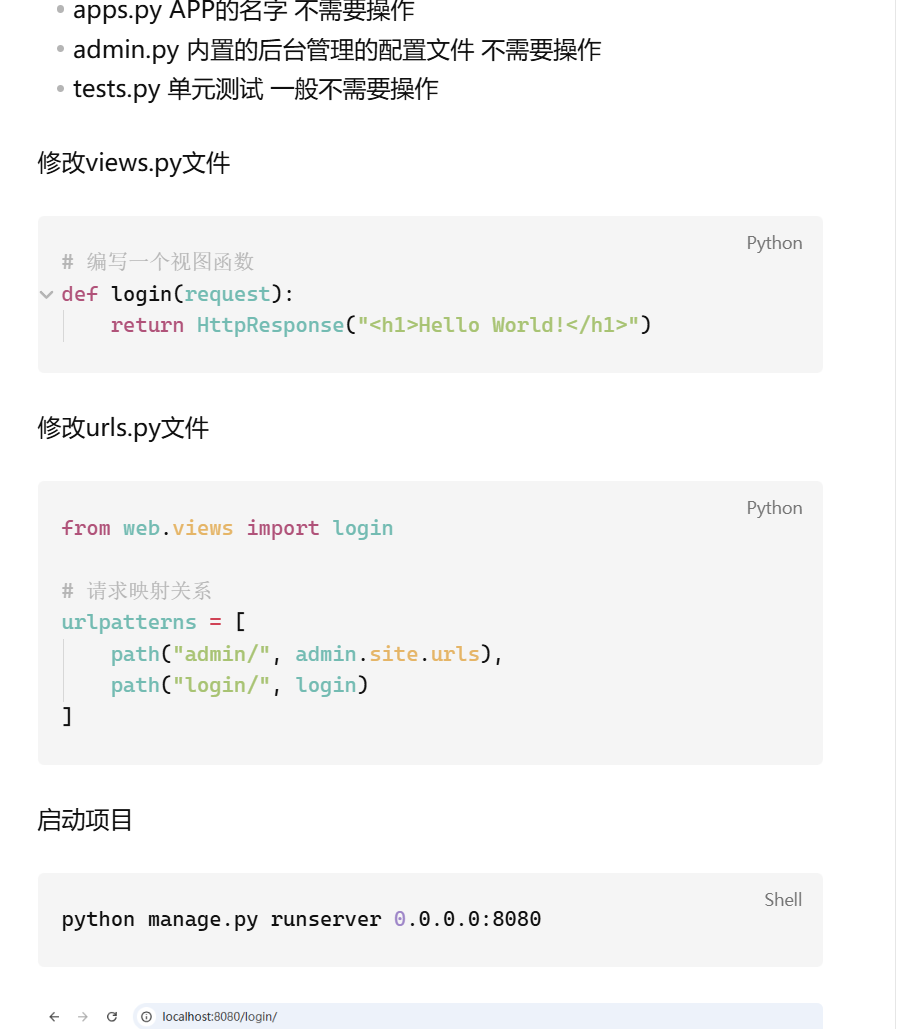 apps.py APP的名字 不需要操作
admin.py 内置的后台管理的配置文件 不需要操作
tests.py 单元测试 一般不需要操作
修改views.py文件
Python
# 编写一个视图函数
def login(request):
    return HttpResponse("<h1>Hello World!</h1>")
修改urls.py文件
Python
from web.views import login
# 请求映射关系
urlpatterns = [
    path("admin/", admin.site.urls),
    path("login/", login)
]
启动项目
Shell
python manage.py runserver 0.0.0.0:8080
localhost:8080/login/